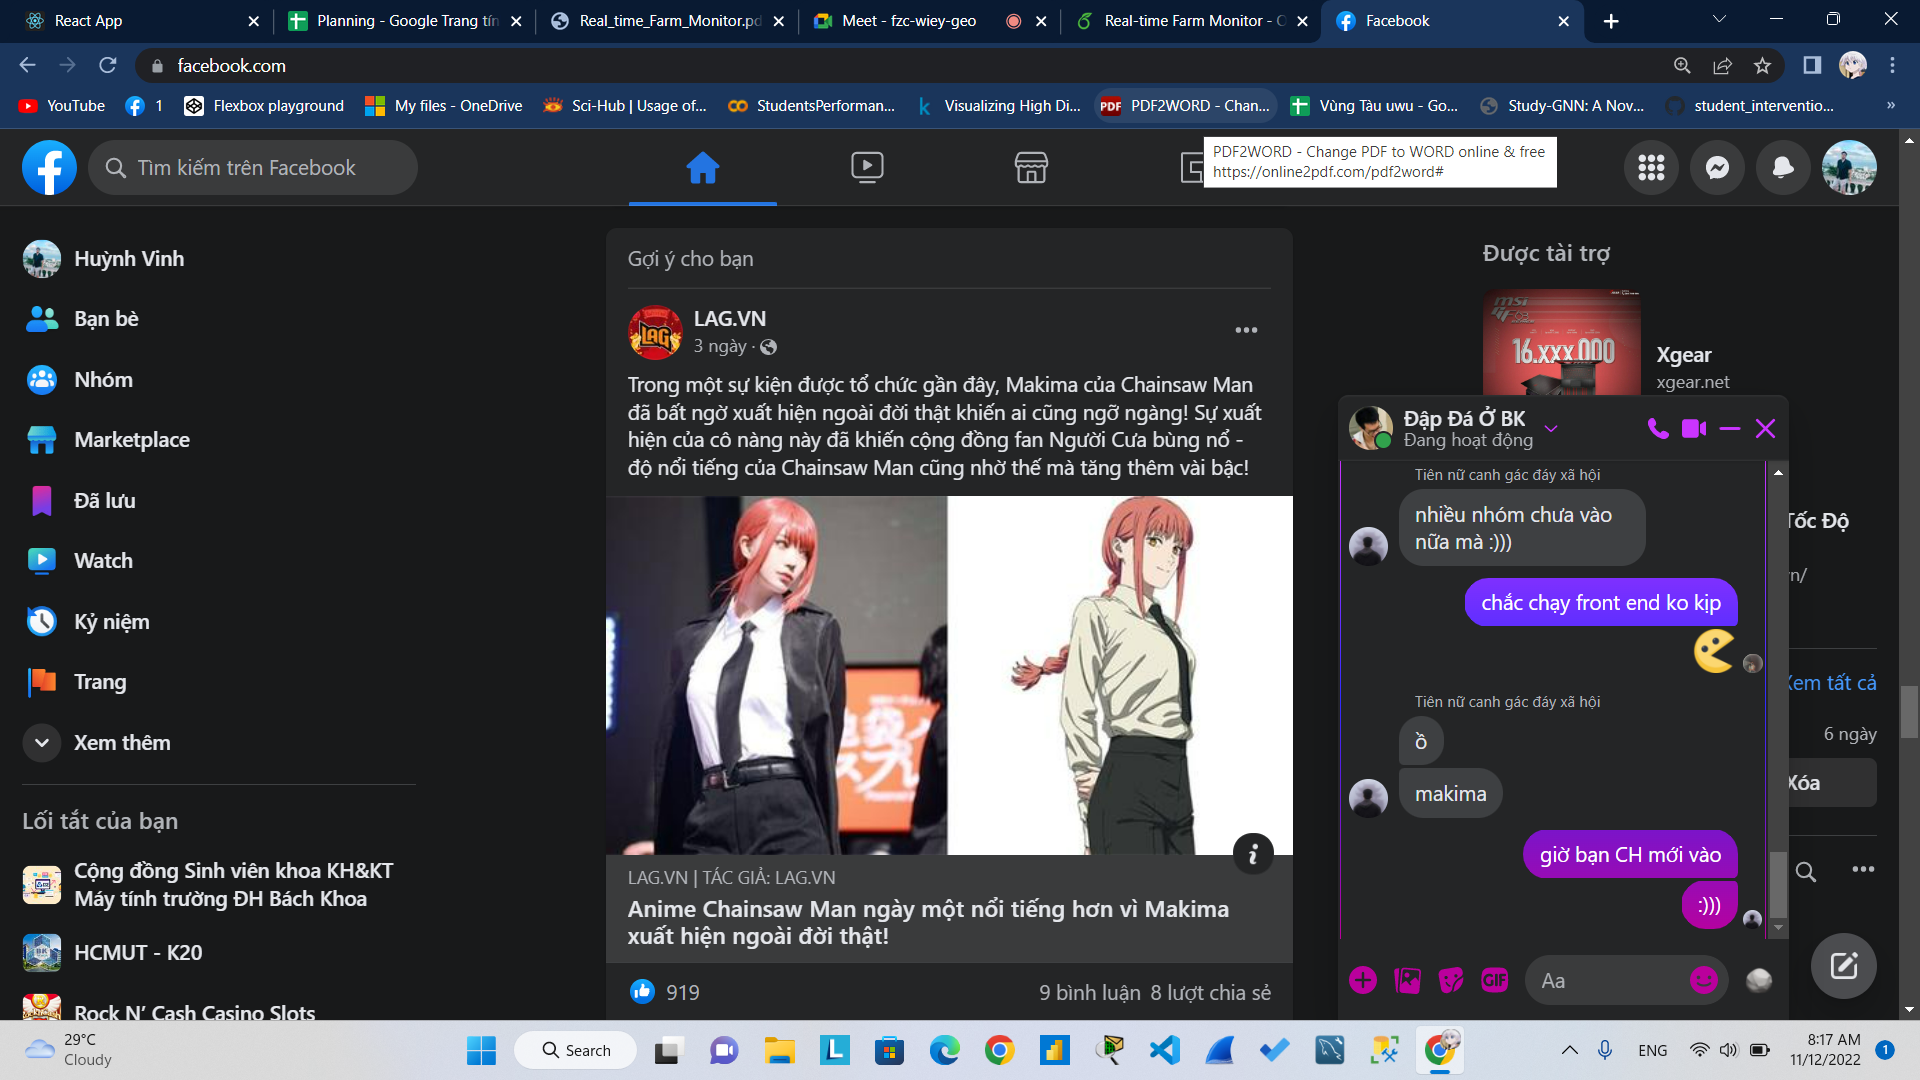 React App
Planning - Google Trang tín
Real_time_Farm_Monitor.pd
Meet - fzc-wiey-geo
Real-time Farm Monitor - O
Facebook
facebook.com
YouTube
1
Flexbox playground
My files - OneDrive
Sci-Hub | Usage of...
StudentsPerforman...
Visualizing High Di...
PDF PDF2WORD - Chan...
Vùng Tàu uwu - Go...
Study-GNN: A Nov...
student_interventio...
»
Tìm kiếm trên Facebook
PDF2WORD - Change PDF to WORD online & free
https://online2pdf.com/pdf2word#
Huỳnh Vinh
Bạn bè
Nhóm
Marketplace
Đã lưu
Watch
Kỷ niệm
Trang
Xem thêm
Lối tắt của bạn
Cộng đồng Sinh viên khoa KH&KT
Máy tính trường ĐH Bách Khoa
HCMUT - K20
Rock N’ Cash Casino Slots
Gợi ý cho bạn
LAG
LAG.VN
3 ngày ·
Trong một sự kiện được tổ chức gần đây, Makima của Chainsaw Man
đã bất ngờ xuất hiện ngoài đời thật khiến ai cũng ngỡ ngàng! Sự xuất
hiện của cô nàng này đã khiến cộng đồng fan Người Cưa bùng nổ -
độ nổi tiếng của Chainsaw Man cũng nhờ thế mà tăng thêm vài bậc!
LAG.VN | TÁC GIẢ: LAG.VN
Anime Chainsaw Man ngày một nổi tiếng hơn vì Makima
xuất hiện ngoài đời thật!
919
9 bình luận 8 lượt chia sẻ
Được tài trợ
msi
16.xxx.000
Xgear
xgear.net
Tốc Độ
vn/
Xem tất cả
6 ngày
Xóa
Đập Đá Ở BK
Đang hoạt động
Tiên nữ canh gác đáy xã hội
nhiều nhóm chưa vào
nữa mà :)))
chắc chạy front end ko kịp
Tiên nữ canh gác đáy xã hội
ồ
makima
giờ bạn CH mới vào
:)))
GIF
Aa
29°C
Cloudy
Search
ENG
8:17 AM
11/12/2022
1